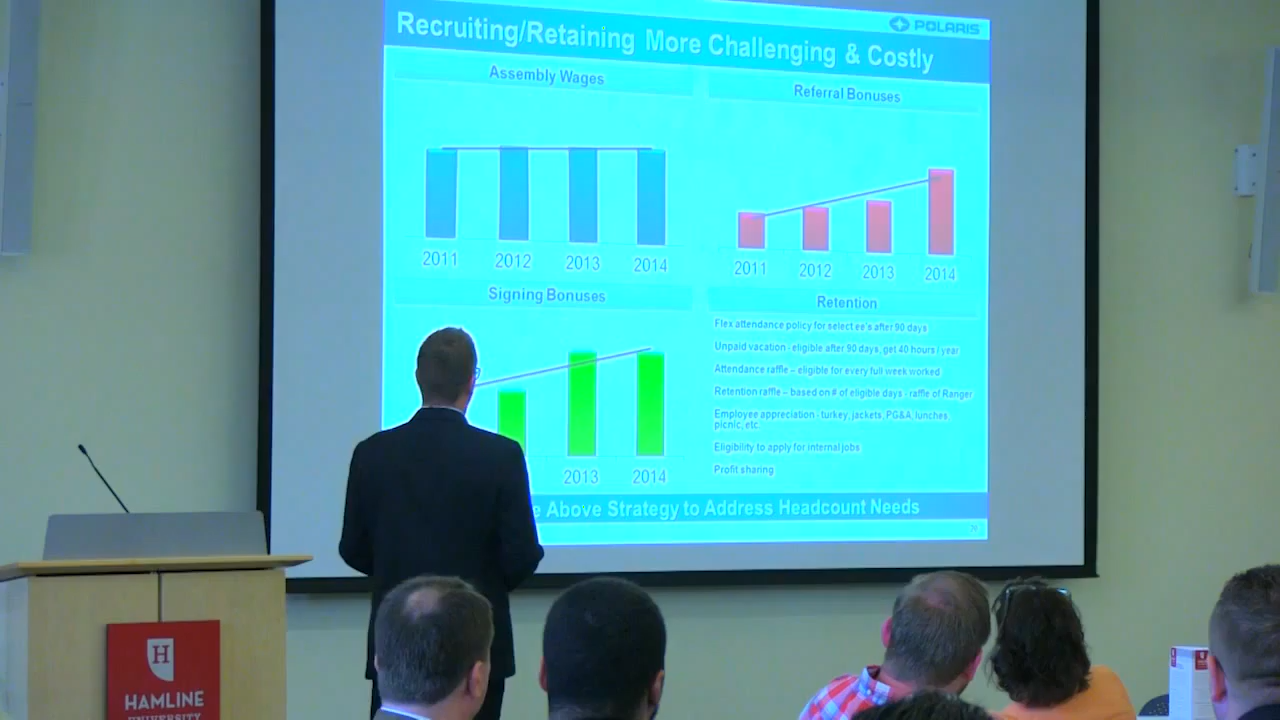 POLARIS
Recruiting/Retaining More Challenging & Costly
Assembly Wages
2011 2012 2013 2014
Referral Bonuses
2011 2012 2013 2014
Signing Bonuses
2013 2014
Retention
Flex attendance policy for select ee's after 90 days
Unpaid vacation - eligible after 90 days, get 40 hours / year
Attendance raffle – eligible for every full week worked
Retention raffle – based on # of eligible days - raffle of Ranger
Employee appreciation - turkey, jackets, PG&A, lunches,
picnic, etc.
Eligibility to apply for internal jobs
Profit sharing
Above Strategy to Address Headcount Needs
H
HAMLINE
UNIVERSITY